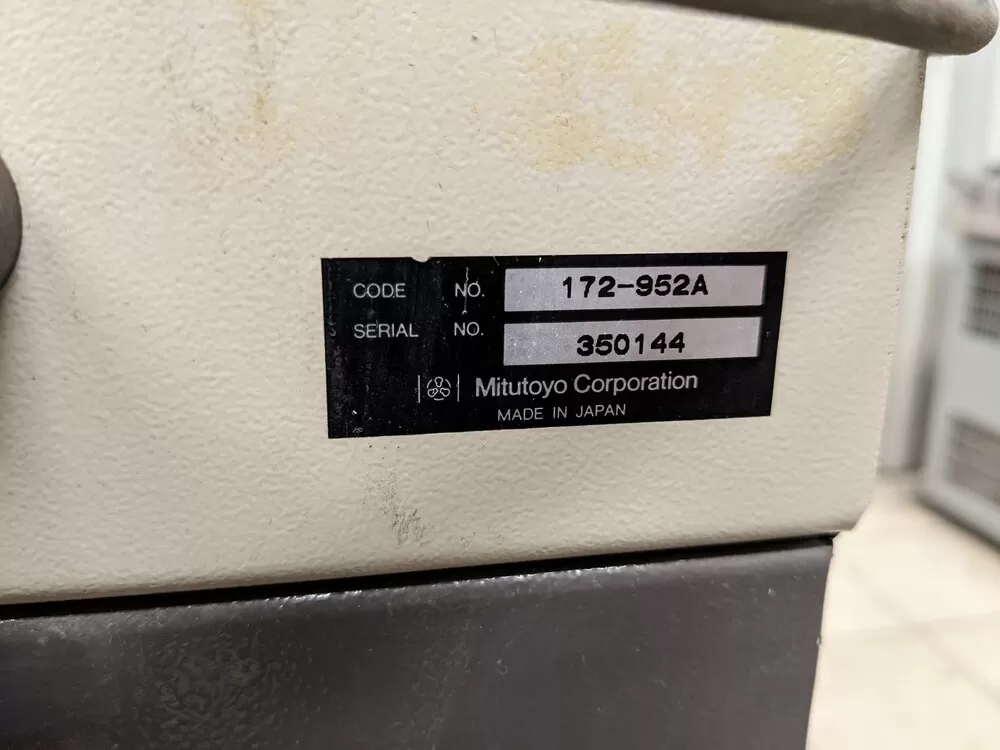 CODE NO. 172-952A
SERIAL NO. 350144
Mitutoyo Corporation
MADE IN JAPAN